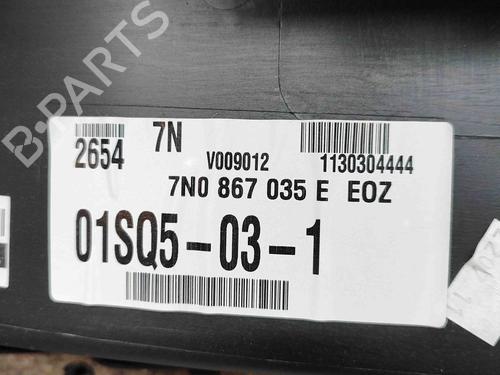 B-PARTS
2654
7N
V009012
1130304444
7N0 867 035 E EOZ
01SQ5-03-1